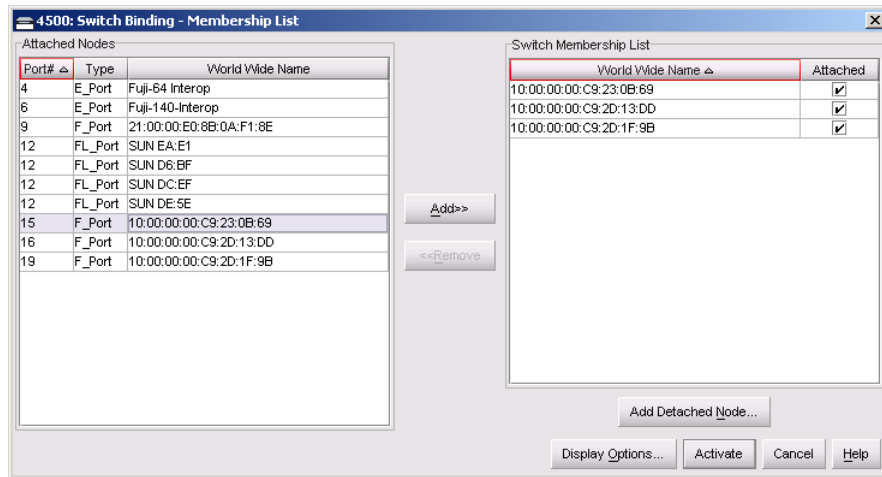 4500: Switch Binding - Membership List
Attached Nodes
Port# Type World Wide Name
4 E_Port Fuji-64 Interop
6 E_Port Fuji-140-Interop
9 F_Port 21:00:00:E0:8B:0A:F1:8E
12 FL_Port SUN EA:E1
12 FL_Port SUN D6:BF
12 FL_Port SUN DC:EF
12 FL_Port SUN DE:5E
15 F_Port 10:00:00:00:C9:23:0B:69
16 F_Port 10:00:00:00:C9:2D:13:DD
19 F_Port 10:00:00:00:C9:2D:1F:9B
Add>>
<<Remove
Switch Membership List
World Wide Name Attached
10:00:00:00:C9:23:0B:69
10:00:00:00:C9:2D:13:DD
10:00:00:00:C9:2D:1F:9B
Add Detached Node...
Display Options... Activate Cancel Help